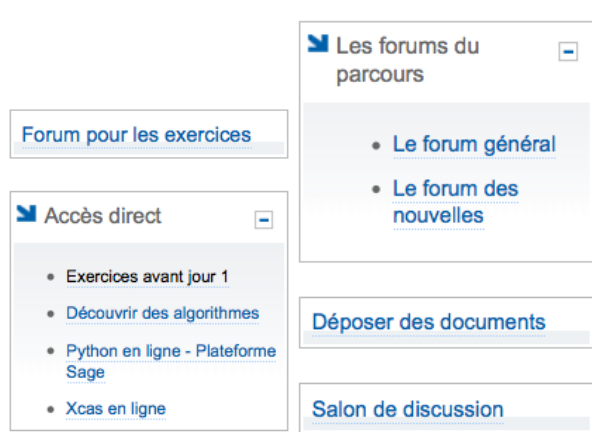 Forum pour les exercices
Accès direct
Exercices avant jour 1
Découvrir des algorithmes
Python en ligne - Plateforme
Sage
Xcas en ligne
Les forums du
parcours
Le forum général
Le forum des
nouvelles
Déposer des documents
Salon de discussion